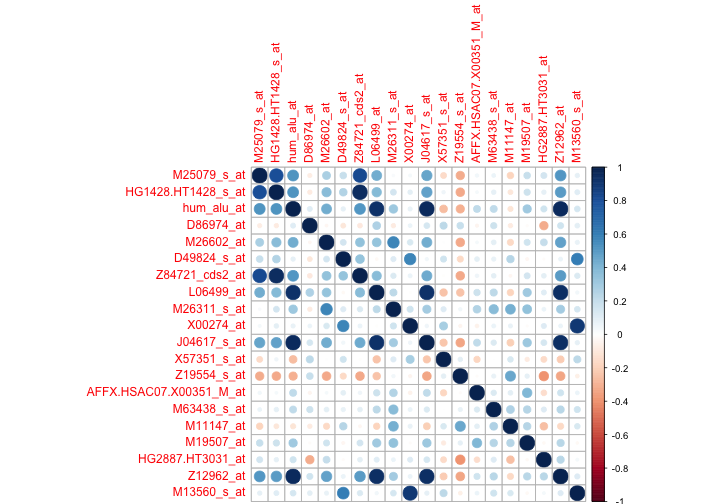 M25079_s_at
HG1428.HT1428_s_at
hum_alu_at
D86974_at
M26602_at
D49824_s_at
Z84721_cds2_at
L06499_at
M26311_s_at
X00274_at
J04617_s_at
X57351_s_at
Z19554_s_at
AFFX.HSAC07.X00351_M_at
M63438_s_at
M11147_at
M19507_at
HG2887.HT3031_at
Z12962_at
M13560_s_at
M25079_s_at
HG1428.HT1428_s_at
hum_alu_at
D86974_at
M26602_at
D49824_s_at
Z84721_cds2_at
L06499_at
M26311_s_at
X00274_at
J04617_s_at
X57351_s_at
Z19554_s_at
AFFX.HSAC07.X00351_M_at
M63438_s_at
M11147_at
M19507_at
HG2887.HT3031_at
Z12962_at
M13560_s_at
1
0.8
0.6
0.4
0.2
0
-0.2
-0.4
-0.6
-0.8
-1